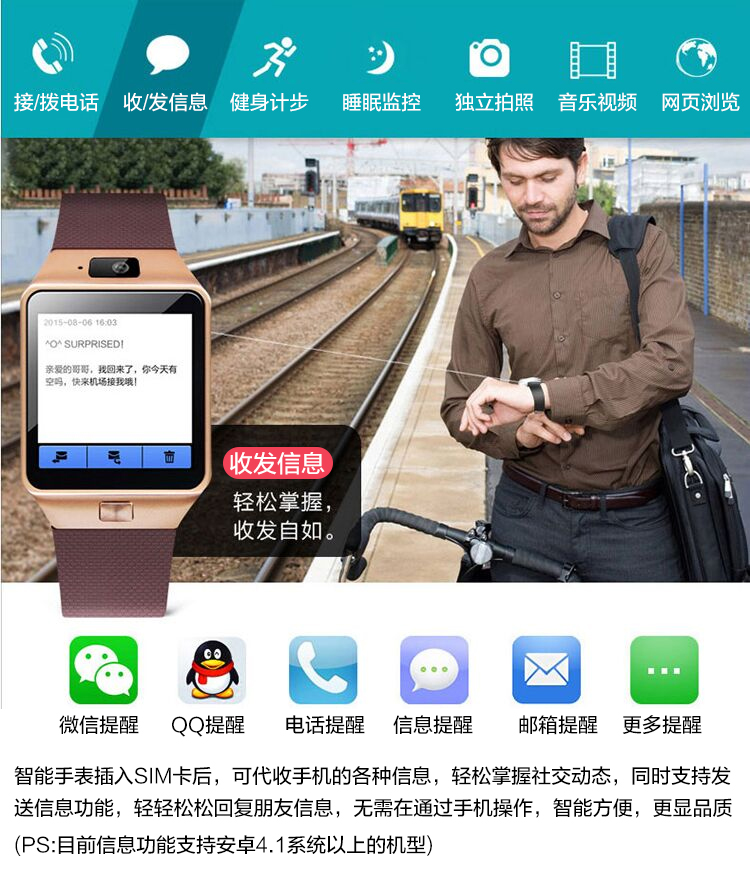 接/拨电话 收/发信息 健身计步 睡眠监控 独立拍照 音乐视频 网页浏览
2015-08-06 16:03
^O^ SURPRISED!
亲爱的哥哥，我回来了，你今天有
空吗，快来机场接我哦！
收发信息
轻松掌握，
收发自如。
微信提醒 QQ提醒 电话提醒 信息提醒 邮箱提醒 更多提醒
智能手表插入SIM卡后，可代收手机的各种信息，轻松掌握社交动态，同时支持发
送信息功能，轻轻松松回复朋友信息，无需在通过手机操作，智能方便，更显品质
(PS:目前信息功能支持安卓4.1系统以上的机型)